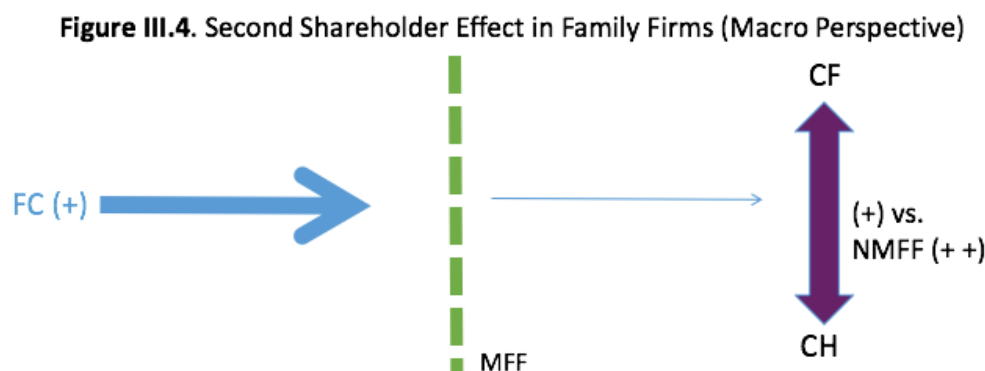 Figure III.4. Second Shareholder Effect in Family Firms (Macro Perspective)
CF
FC (+)
(+) vs.
NMFF (+ +)
CH
MFF